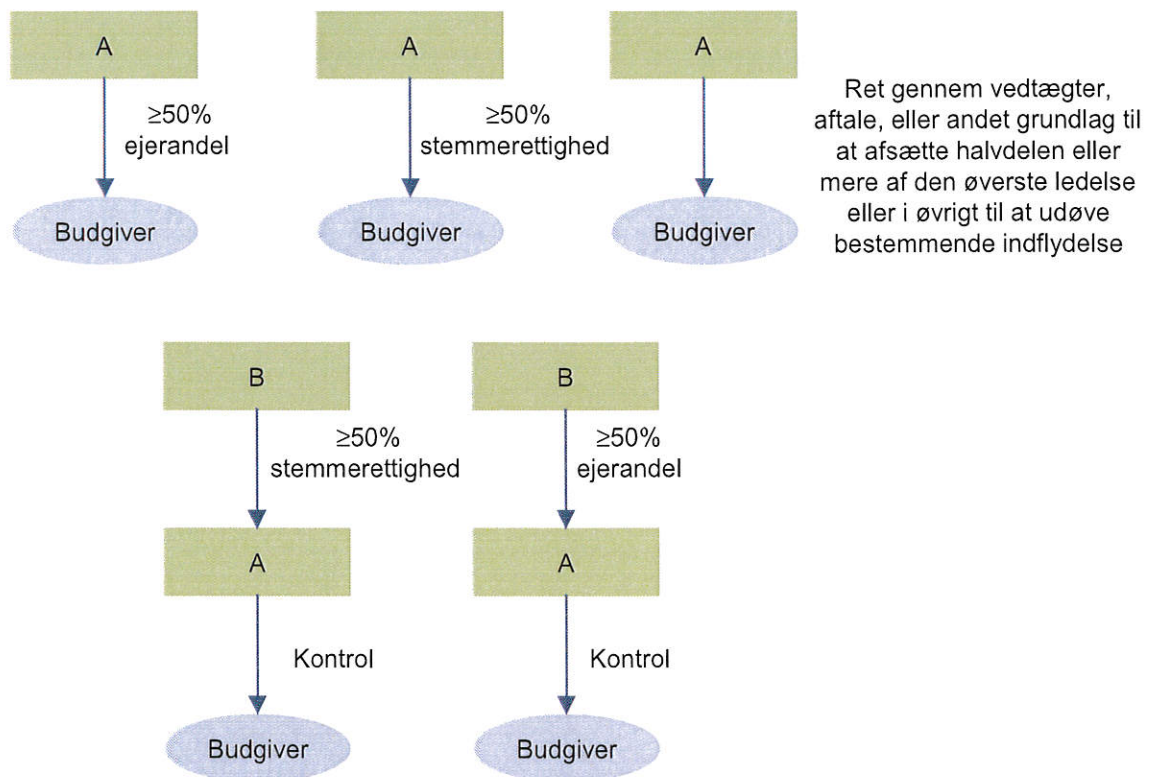 A
≥50%
ejerandel
Budgiver
A
≥50%
stemmerettighed
Budgiver
A
Budgiver
Ret gennem vedtægter,
aftale, eller andet grundlag til
at afsætte halvdelen eller
mere af den øverste ledelse
eller i øvrigt til at udøve
bestemmende indflydelse
B
≥50%
stemmerettighed
A
Kontrol
Budgiver
B
≥50%
ejerandel
A
Kontrol
Budgiver